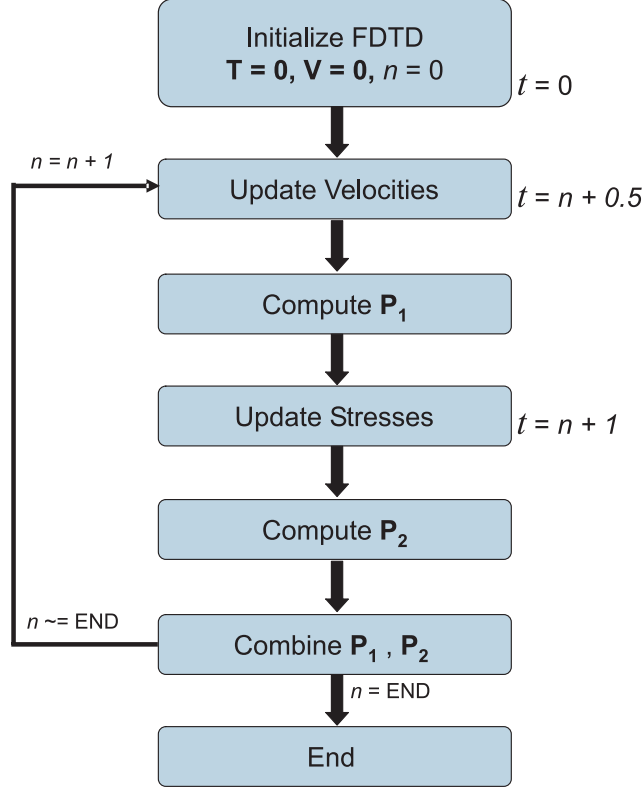 Initialize FDTD
T = 0, V = 0, n = 0
t = 0
n = n + 1
Update Velocities
t = n + 0.5
Compute P1
Update Stresses
t = n + 1
Compute P2
n ~= END
Combine P1 , P2
n = END
End